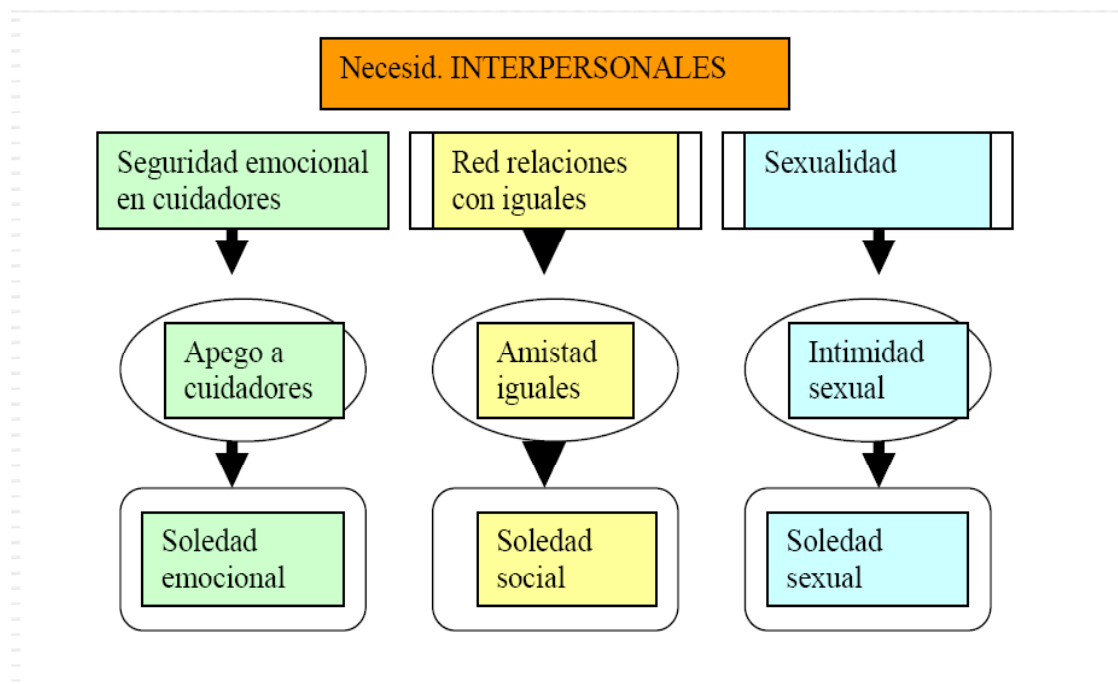 Necesid. INTERPERSONALES
Seguridad emocional
en cuidadores
Red relaciones
con iguales
Sexualidad
Apego a
cuidadores
Amistad
iguales
Intimidad
sexual
Soledad
emocional
Soledad
social
Soledad
sexual